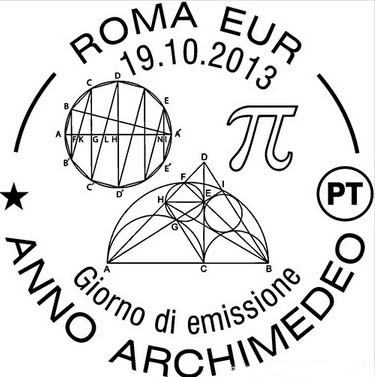 ROMA EUR
19.10.2013
C D E
B
A F K G L H N I A'
B' E'
C' D'
π
D
F I
H E
G
A C B
★ PT
Giorno di emissione
ANNO ARCHIMEDEO